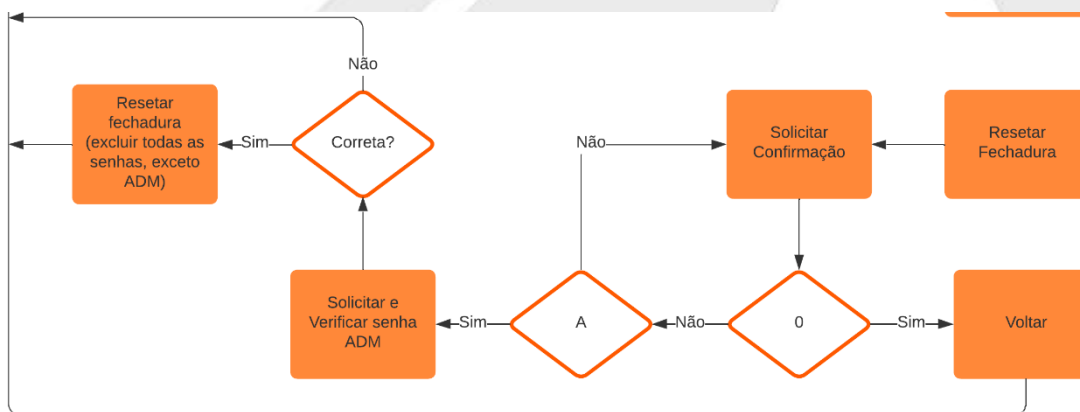 Não
Resetar
fechadura
(excluir todas as
senhas, exceto
ADM)
Sim
Correta?
Não
Solicitar
Confirmação
Resetar
Fechadura
Solicitar e
Verificar senha
ADM
Sim
A
Não
0
Sim
Voltar